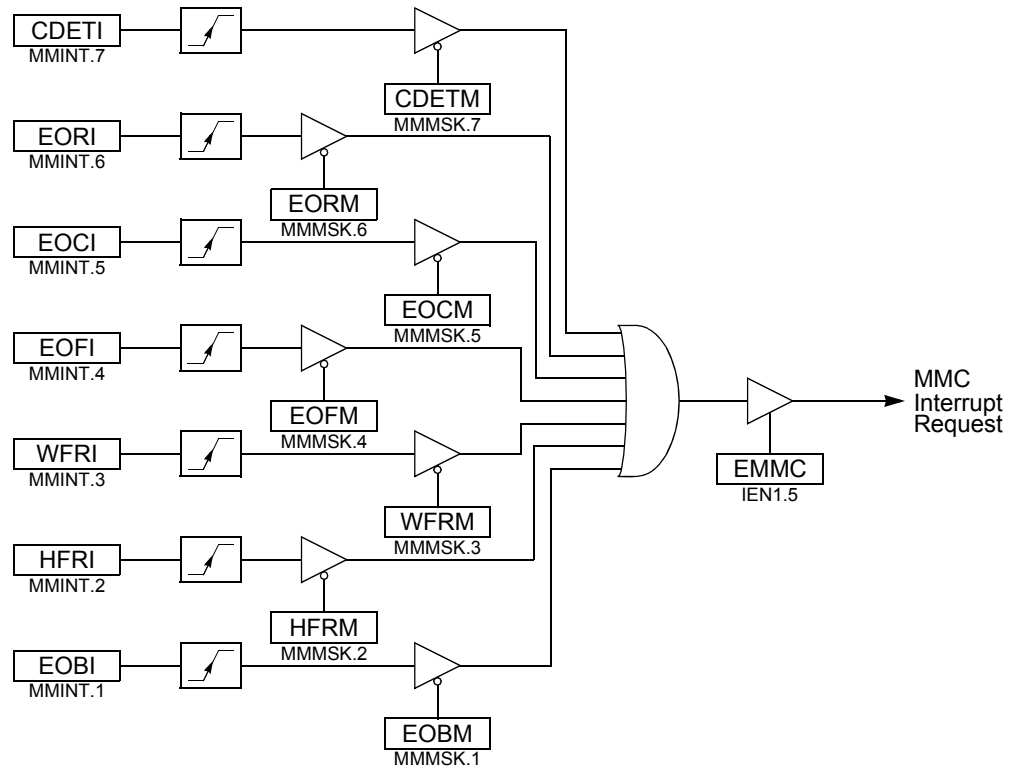 CDETI
MMINT.7
CDETM
MMMSK.7
EORI
MMINT.6
EORM
MMMSK.6
EOCI
MMINT.5
EOCM
MMMSK.5
EOFI
MMINT.4
EOFM
MMMSK.4
MMC
Interrupt
Request
EMMC
IEN1.5
WFRI
MMINT.3
WFRM
MMMSK.3
HFRI
MMINT.2
HFRM
MMMSK.2
EOBI
MMINT.1
EOBM
MMMSK.1